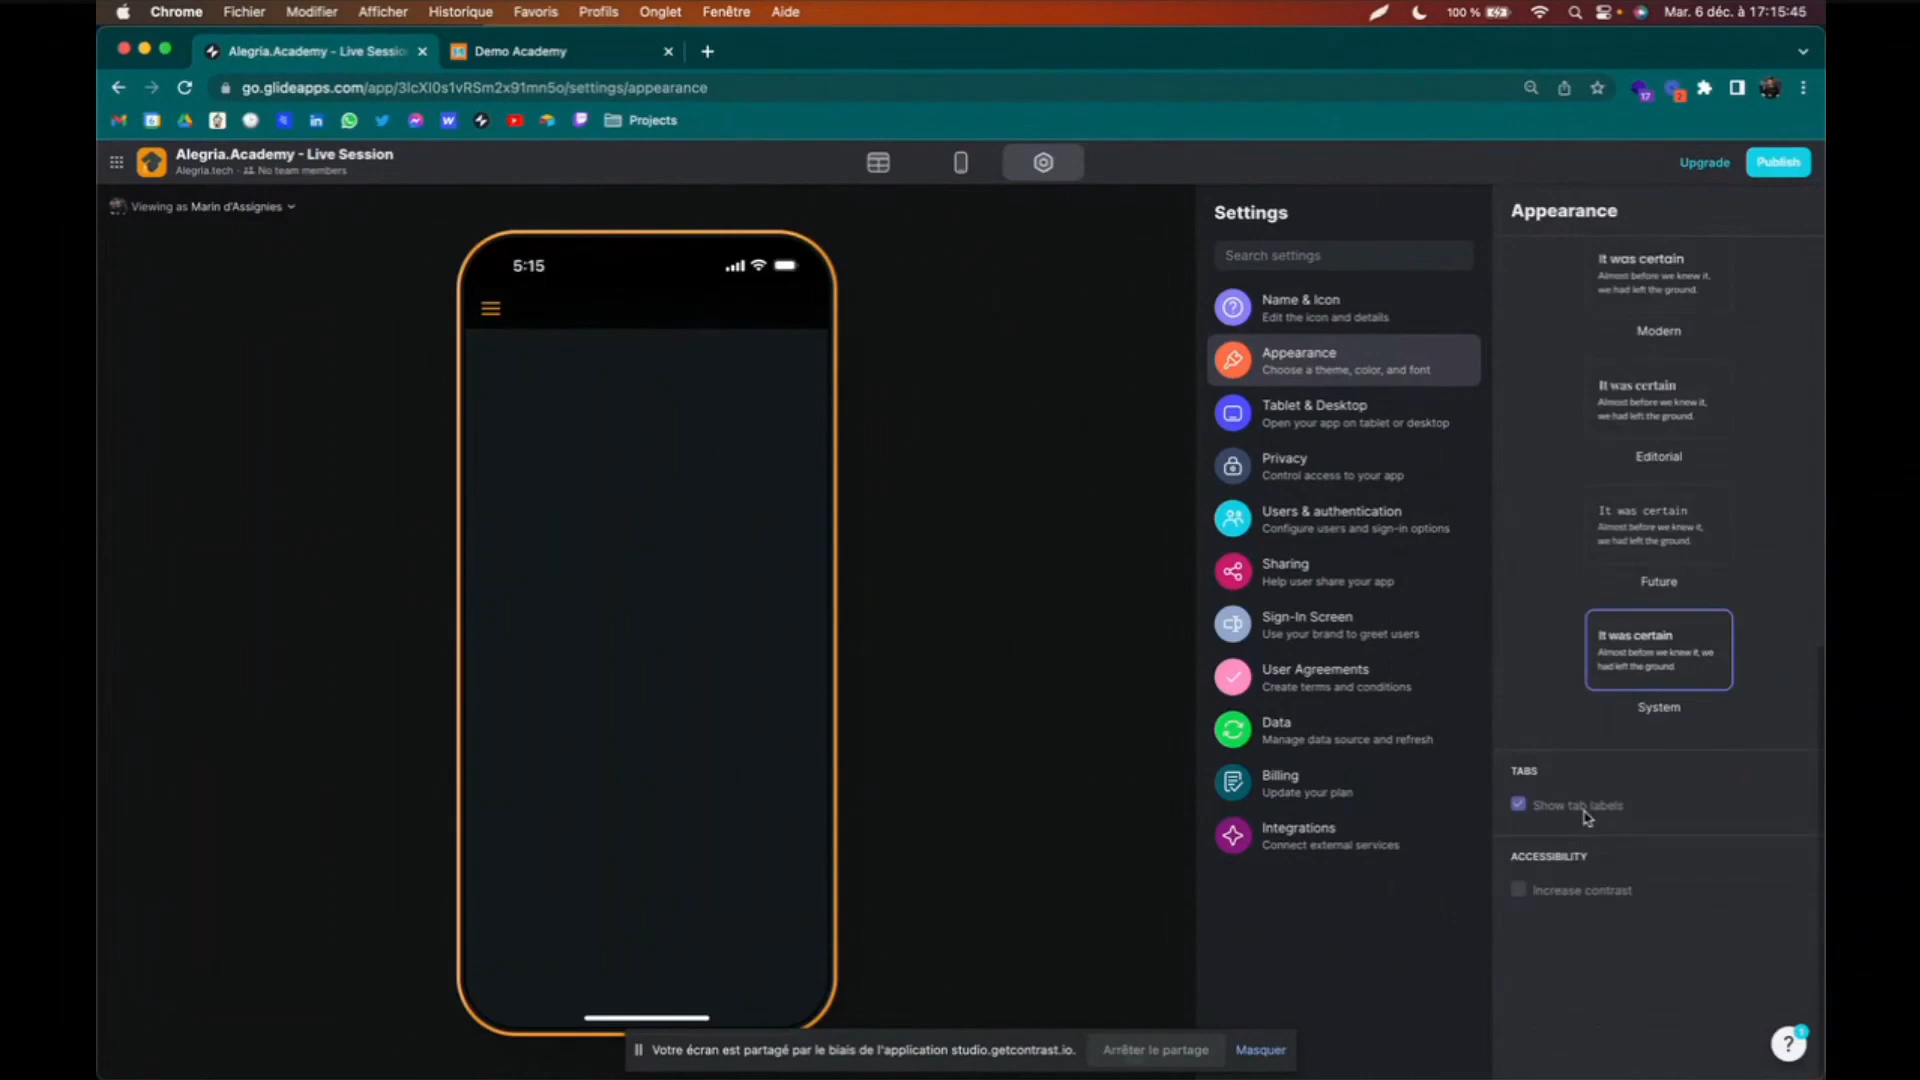 Chrome Fichier Modifier Afficher Historique Favoris Profils Onglet Fenêtre Aide 100 % Mar. 6 déc. à 17:15:45
Alegria.Academy - Live Sessio Demo Academy
go.glideapps.com/app/3lcXl0s1vRSm2x91mn5o/settings/appearance
17 2
Projects
Alegria.Academy - Live Session
Alegria.tech · No team members
Upgrade Publish
Viewing as Marin d'Assignies
5:15
Settings
Search settings
Name & Icon
Edit the icon and details
Appearance
Choose a theme, color, and font
Tablet & Desktop
Open your app on tablet or desktop
Privacy
Control access to your app
Users & authentication
Configure users and sign-in options
Sharing
Help user share your app
Sign-In Screen
Use your brand to greet users
User Agreements
Create terms and conditions
Data
Manage data source and refresh
Billing
Update your plan
Integrations
Connect external services
Appearance
It was certain
Almost before we knew it,
we had left the ground.
Modern
It was certain
Almost before we knew it,
we had left the ground.
Editorial
It was certain
Almost before we knew it,
we had left the ground.
Future
It was certain
Almost before we knew it, we
had left the ground.
System
TABS
Show tab labels
ACCESSIBILITY
Increase contrast
Votre écran est partagé par le biais de l'application studio.getcontrast.io. Arrêter le partage Masquer
? 1